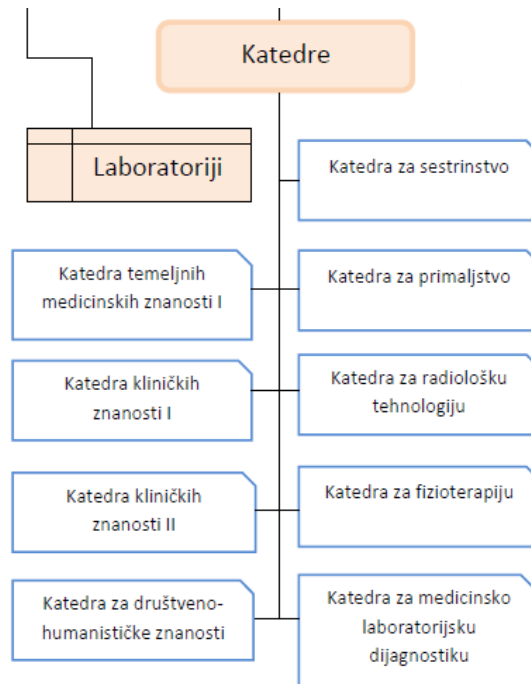 Katedre
Laboratoriji
Katedra za sestrinstvo
Katedra temeljnih
medicinskih znanosti I
Katedra za primaljstvo
Katedra kliničkih
znanosti I
Katedra za radiološku
tehnologiju
Katedra kliničkih
znanosti II
Katedra za fizioterapiju
Katedra za društveno-
humanističke znanosti
Katedra za medicinsko
laboratorijsku
dijagnostiku